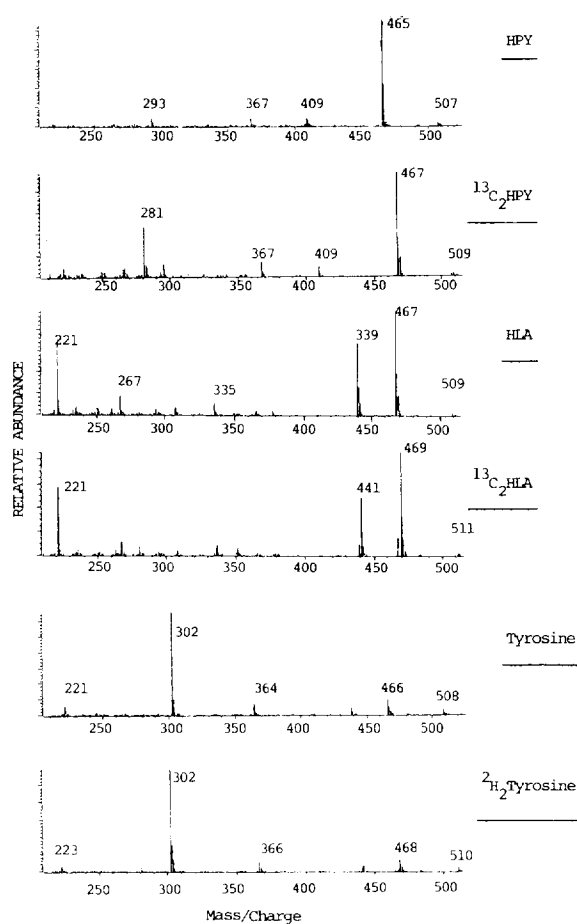 465
HPY
293 367 409 507
250 300 350 400 450 500
467
¹³C₂HPY
281
367 409 509
250 300 350 400 450 500
467
HLA
221 339
267 335 509
250 300 350 400 450 500
469
¹³C₂HLA
221 441
511
250 300 350 400 450 500
302
Tyrosine
221 364 466 508
250 300 350 400 450 500
302
²H₂Tyrosine
223 366 468 510
250 300 350 400 450 500
Mass/Charge
RELATIVE ABUNDANCE